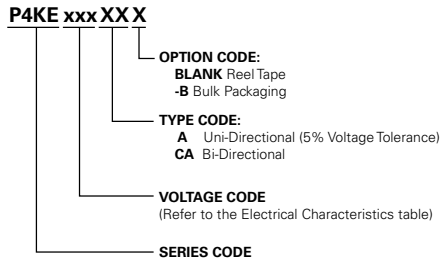 P4KE xxx XX X
OPTION CODE:
BLANK Reel Tape
-B Bulk Packaging
TYPE CODE:
A Uni-Directional (5% Voltage Tolerance)
CA Bi-Directional
VOLTAGE CODE
(Refer to the Electrical Characteristics table)
SERIES CODE